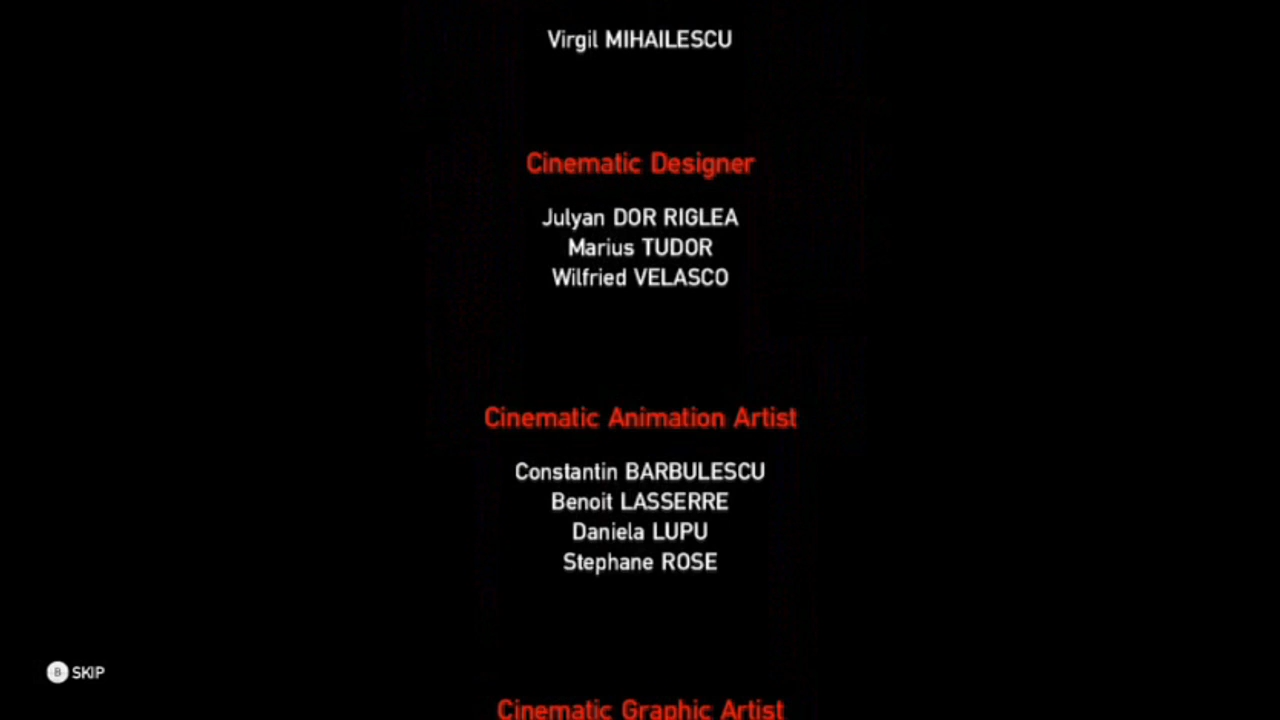 Virgil MIHAILESCU
Cinematic Designer
Julyan DOR RIGLEA
Marius TUDOR
Wilfried VELASCO
Cinematic Animation Artist
Constantin BARBULESCU
Benoit LASSERRE
Daniela LUPU
Stephane ROSE
B SKIP
Cinematic Graphic Artist